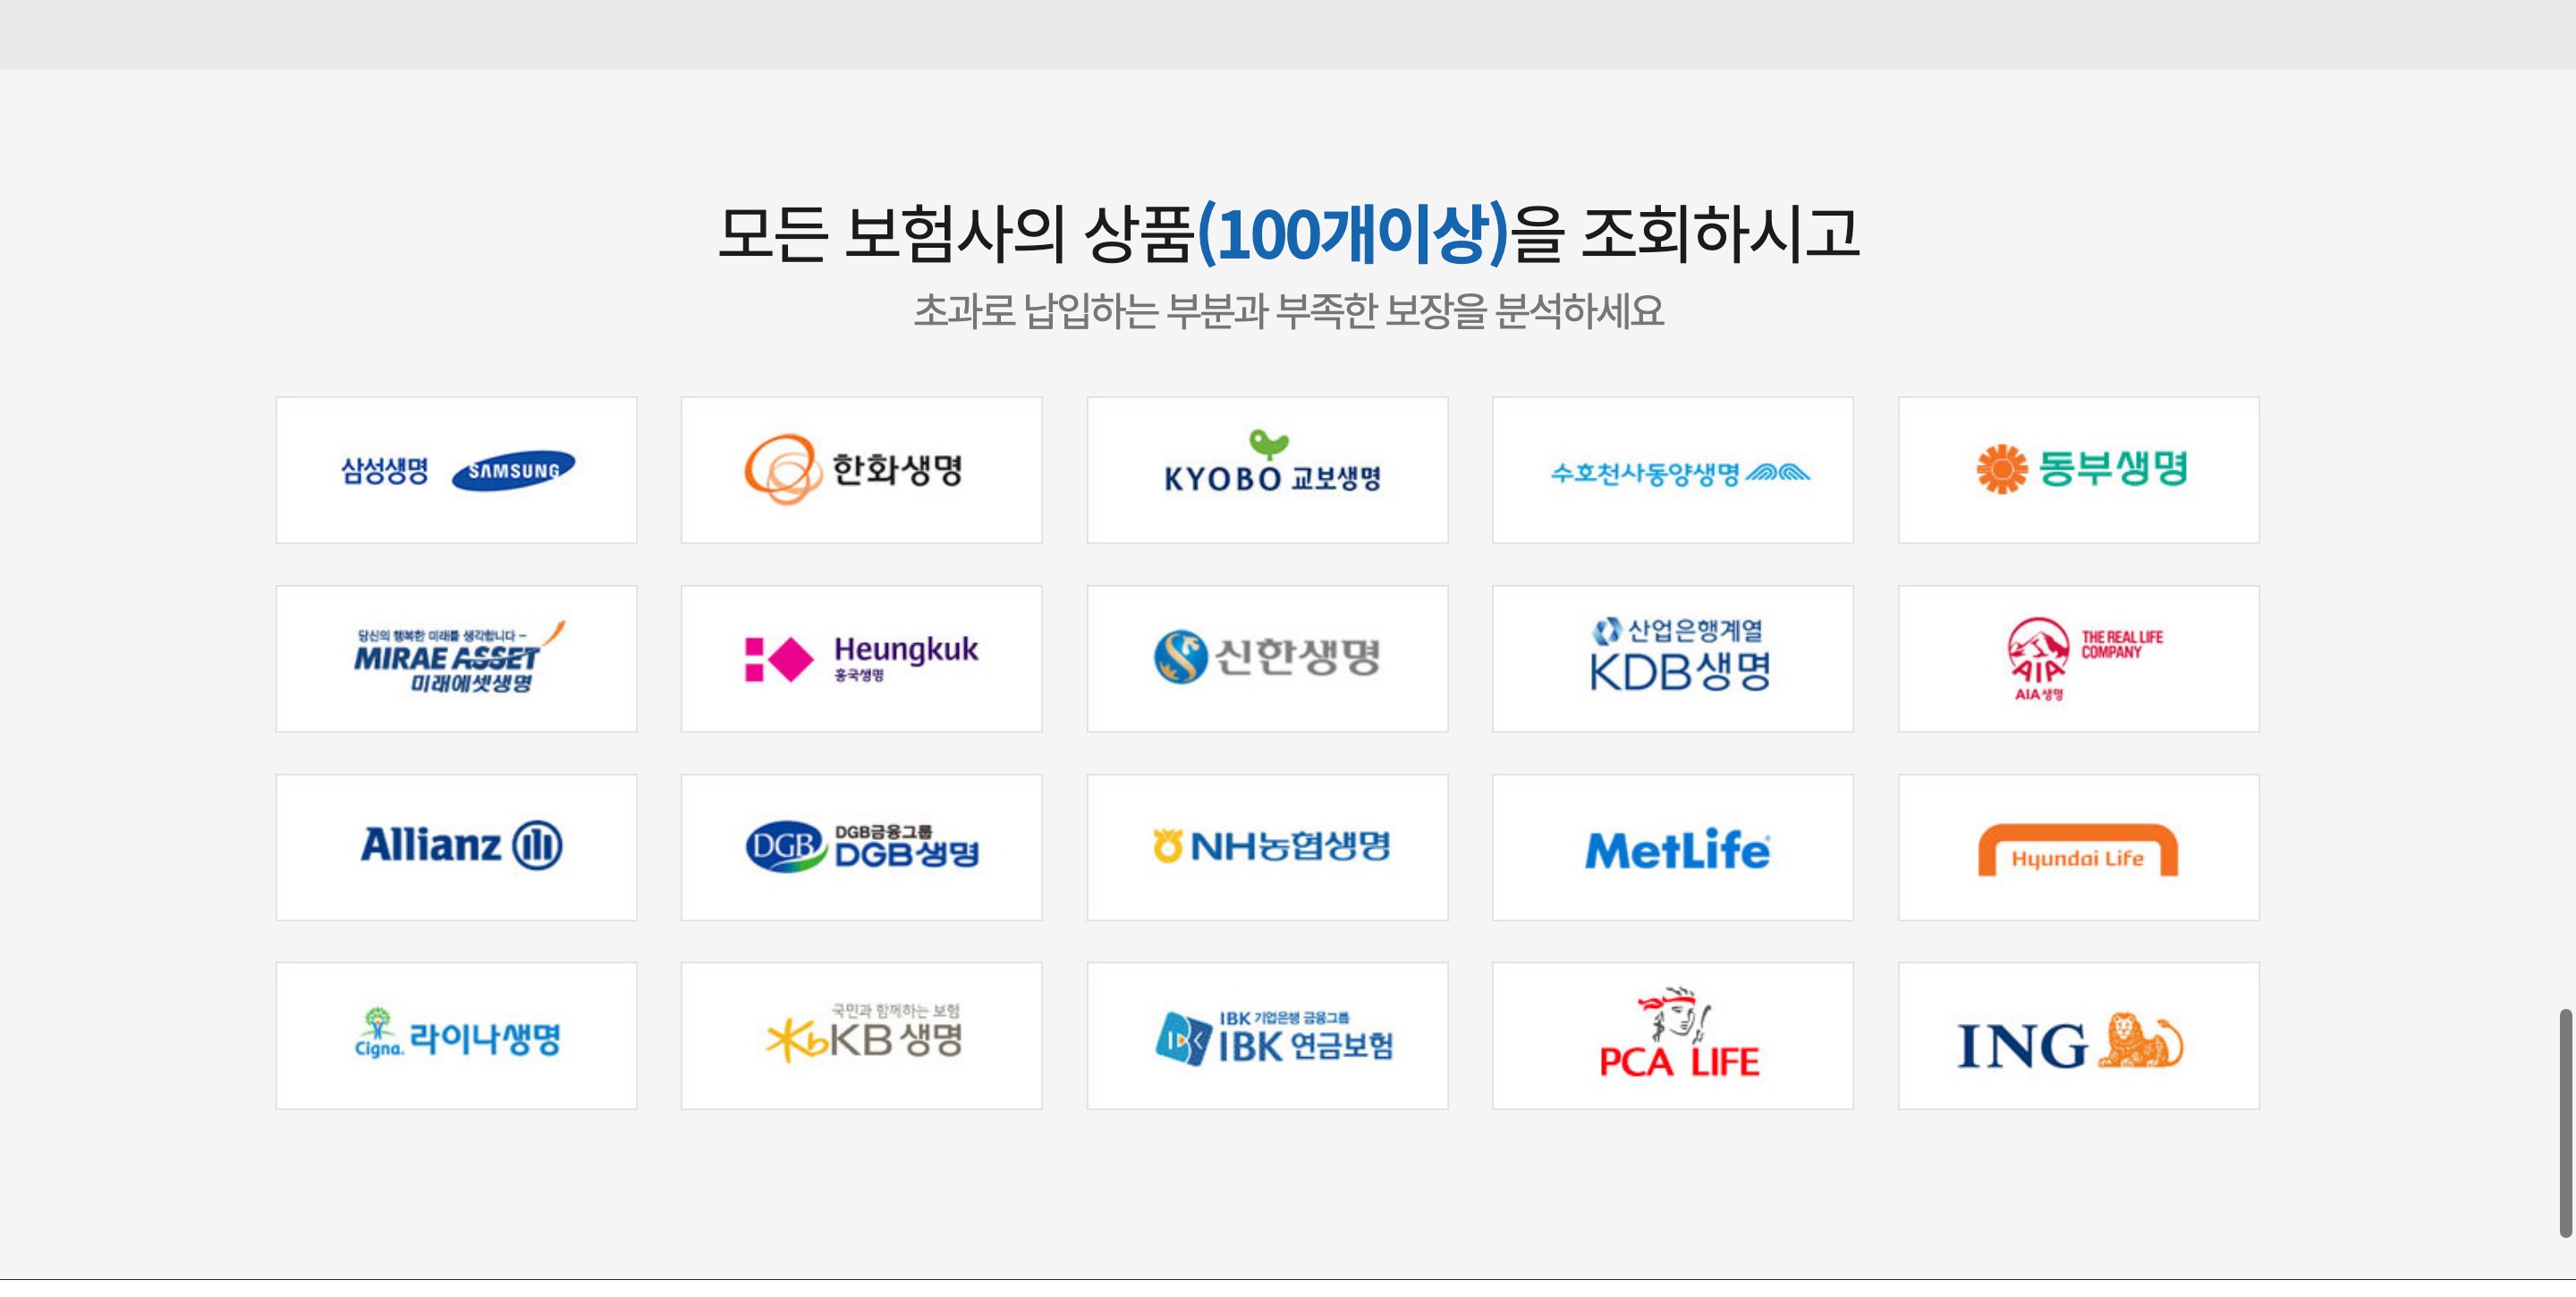 모든 보험사의 상품(100개이상)을 조회하시고
초과로 납입하는 부분과 부족한 보장을 분석하세요
삼성생명 SAMSUNG
한화생명
KYOBO 교보생명
수호천사동양생명
동부생명
당신의 행복한 미래를 생각합니다 –
MIRAE ASSET
미래에셋생명
Heungkuk
흥국생명
신한생명
산업은행계열
KDB생명
THE REAL LIFE
COMPANY
AIA
AIA생명
Allianz
DGB
DGB금융그룹
DGB생명
NH농협생명
MetLife
Hyundai Life
Cigna. 라이나생명
국민과 함께하는 보험
KB생명
IBK 기업은행 금융그룹
IBK 연금보험
PCA LIFE
ING